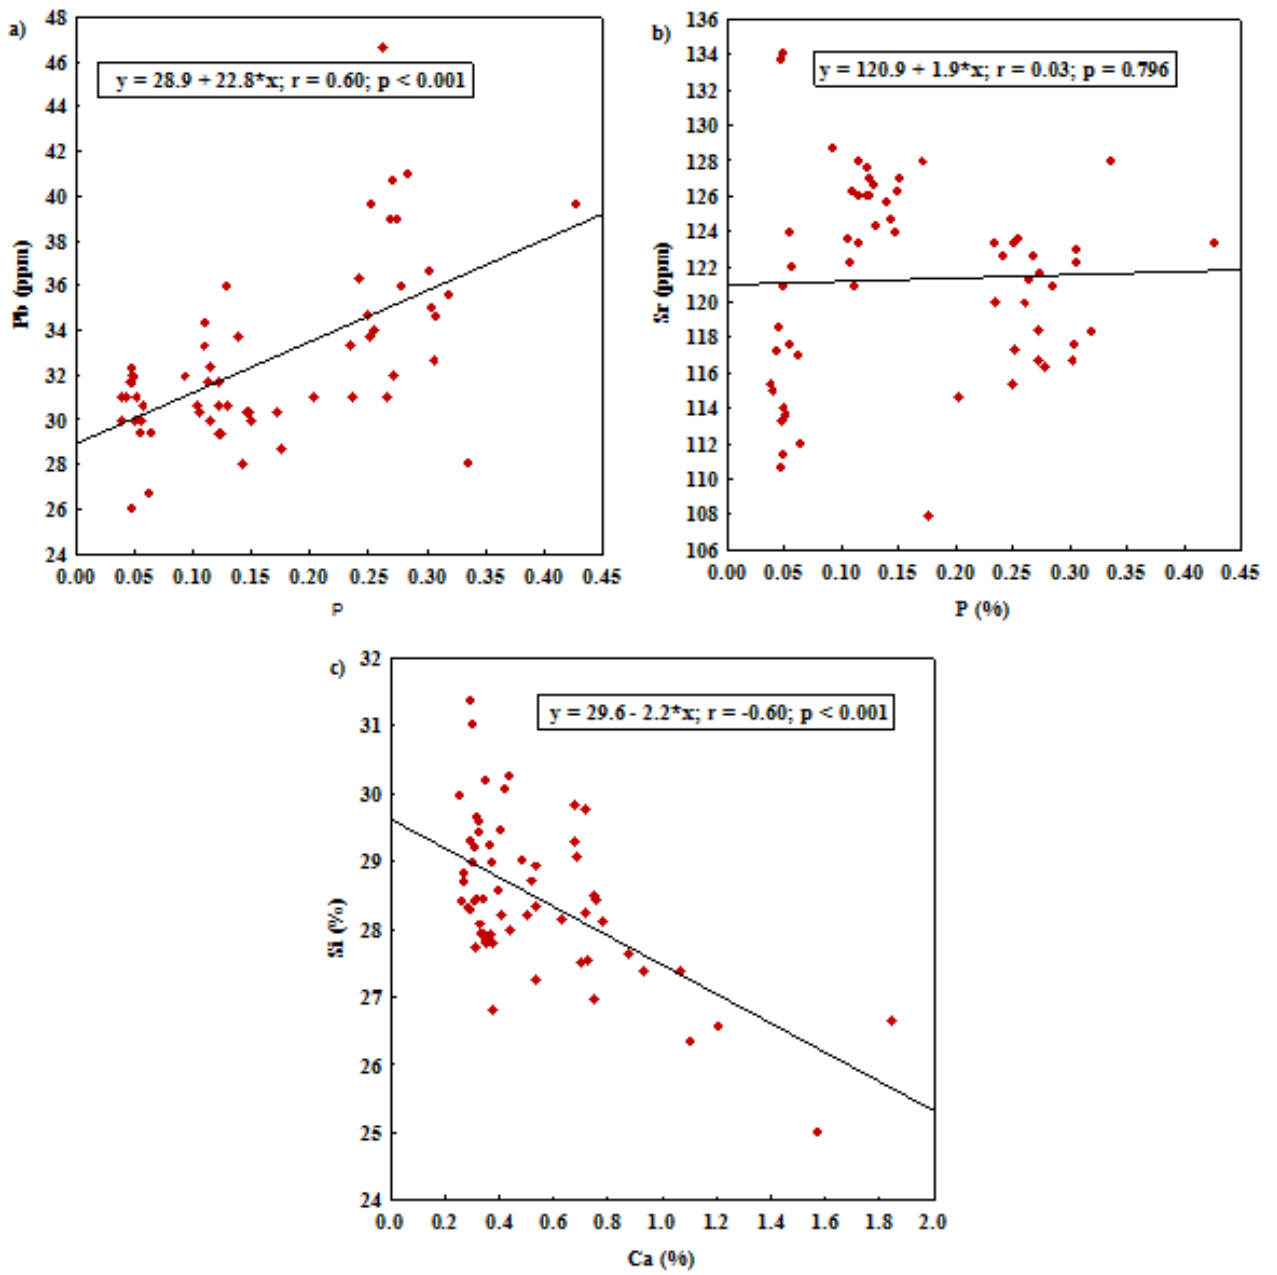 a)
y = 28.9 + 22.8*x; r = 0.60; p < 0.001
48
46
44
42
40
38
36
34
32
30
28
26
24
Pb (ppm)
0.00 0.05 0.10 0.15 0.20 0.25 0.30 0.35 0.40 0.45
P
b)
y = 120.9 + 1.9*x; r = 0.03; p = 0.796
136
134
132
130
128
126
124
122
120
118
116
114
112
110
108
106
Sr (ppm)
0.00 0.05 0.10 0.15 0.20 0.25 0.30 0.35 0.40 0.45
P (%)
c)
y = 29.6 - 2.2*x; r = -0.60; p < 0.001
32
31
30
29
28
27
26
25
24
Si (%)
0.0 0.2 0.4 0.6 0.8 1.0 1.2 1.4 1.6 1.8 2.0
Ca (%)